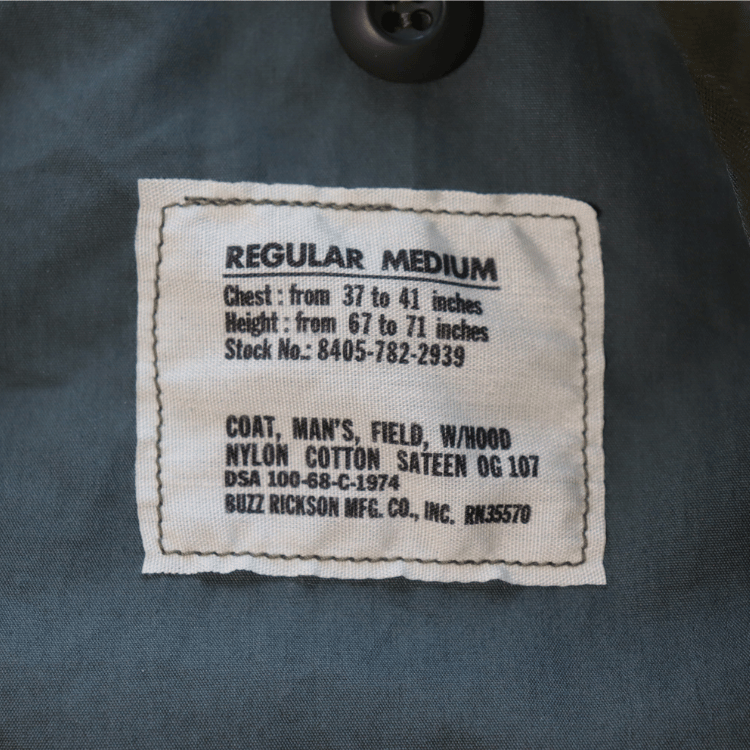 REGULAR MEDIUM
Chest : from 37 to 41 inches
Height : from 67 to 71 inches
Stock No.: 8405-782-2939
COAT, MAN'S, FIELD, W/HOOD
NYLON COTTON SATEEN OG 107
DSA 100-68-C-1974
BUZZ RICKSON MFG. CO., INC. RN35570